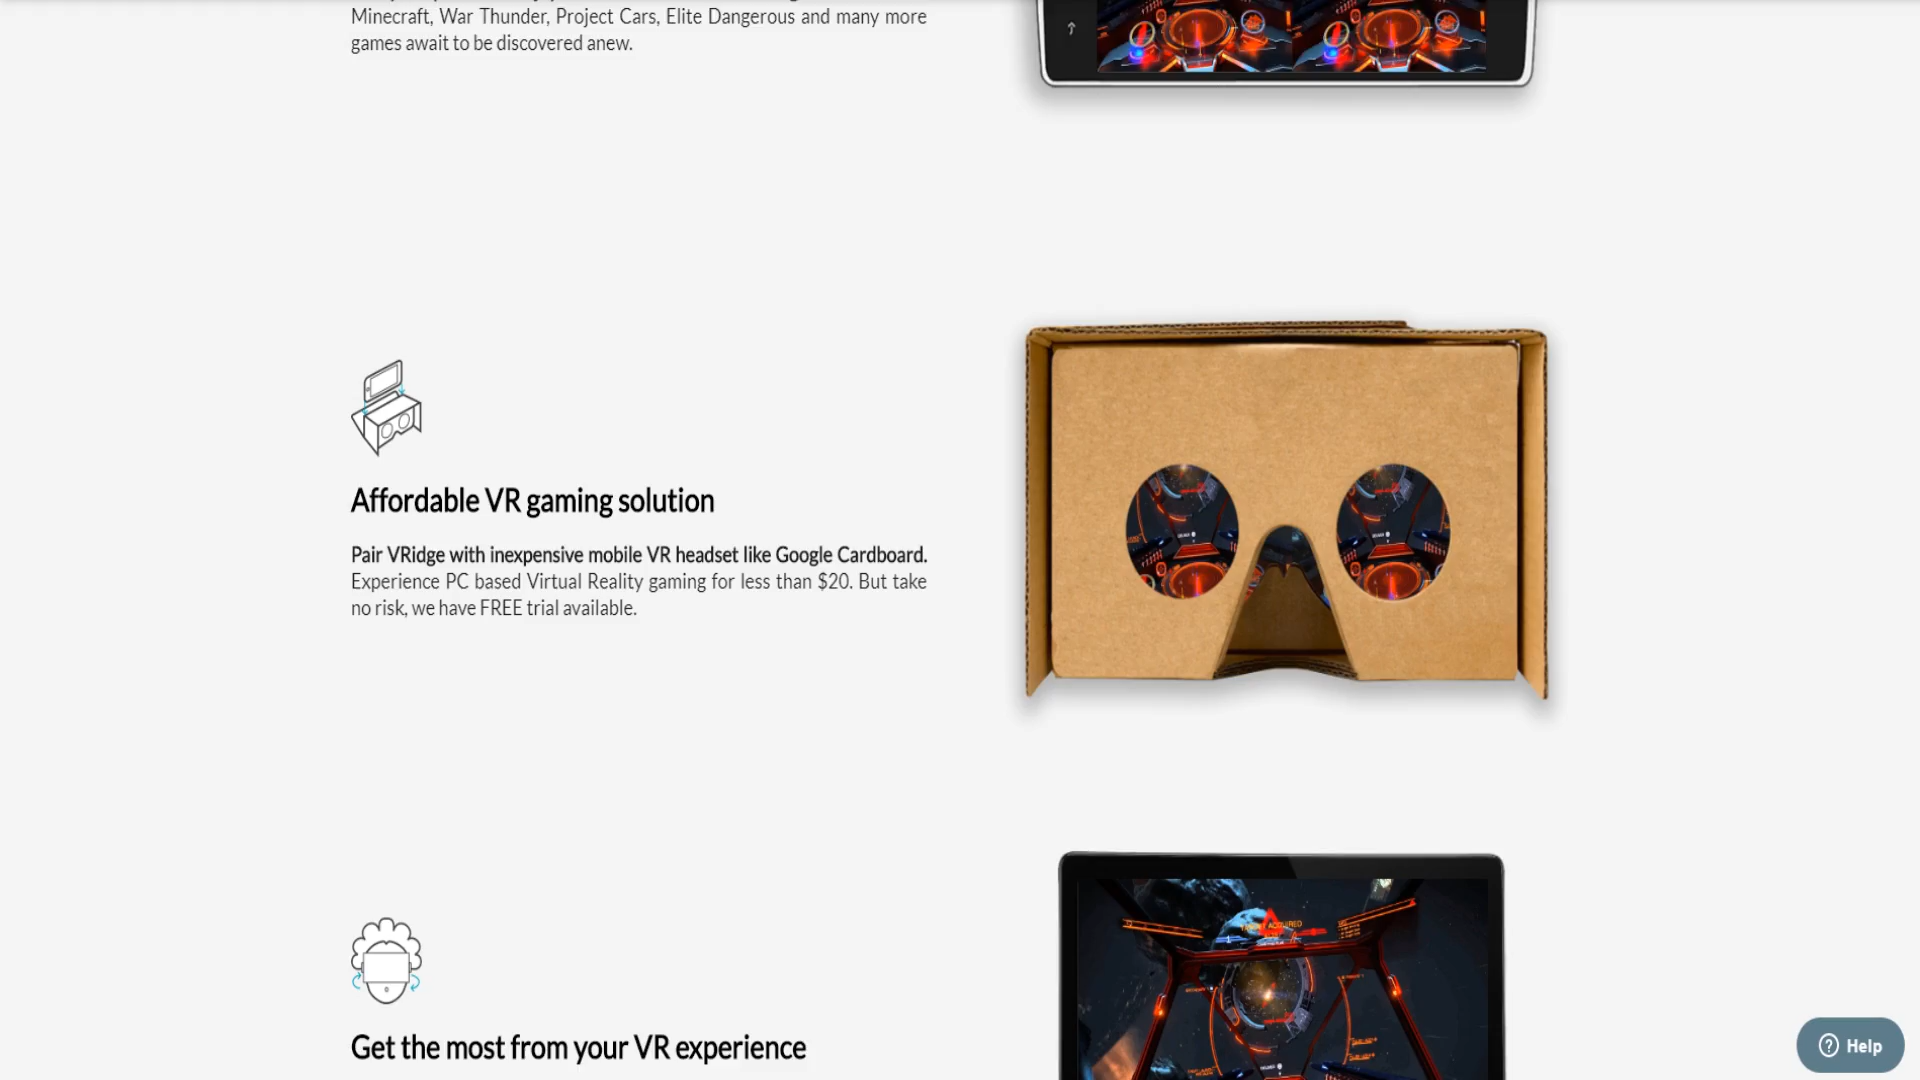 Minecraft, War Thunder, Project Cars, Elite Dangerous and many more
games await to be discovered anew.
Affordable VR gaming solution
Pair VRidge with inexpensive mobile VR headset like Google Cardboard.
Experience PC based Virtual Reality gaming for less than $20. But take
no risk, we have FREE trial available.
ACQUIRED
Get the most from your VR experience
Help